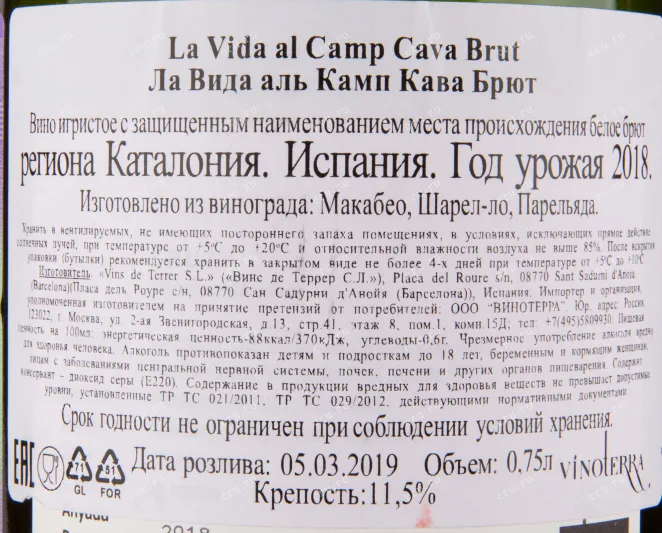 La Vida al Camp Cava Brut
Ла Вида аль Камп Кава Брют
Вино игристое с защищенным наименованием места происхождения белое брют
региона Каталония. Испания. Год урожая 2018.
Изготовлено из винограда: Макабео, Шарел-ло, Парельяда.
Хранить в вентилируемых, не имеющих постороннего запаха помещениях, в условиях, исключающих прямое действие
солнечных лучей, при температуре от +5°С до +20°С и относительной влажности воздуха не выше 85%. После вскрытия
упаковки (бутылки) рекомендуется хранить в закрытом виде не более 4-х дней при температуре от +5°С до +10°С
Изготовитель: «Vins de Terrer S.L.» («Винс де Террер С.Л.»), Placa del Roure s/n, 08770 Sant Sadurni d'Anoia
(Barcelona)(Пласа дель Роуре с/н, 08770 Сан Садурни д'Анойя (Барселона)), Испания. Импортер и организация,
уполномоченная изготовителем на принятие претензий от потребителей: ООО "ВИНОТЕРРА". Юр. адрес: Россия,
123022, г. Москва, ул. 2-ая Звенигородская, д.13, стр.41, этаж 8, пом.1, комн.15Д; тел: +7(495)5809930. Пищевая
ценность на 100мл: энергетическая ценность-88ккал/370кДж, углеводы-0,6г. Чрезмерное употребление алкоголя вредно
для здоровья человека. Алкоголь противопоказан детям и подросткам до 18 лет, беременным и кормящим женщинам,
лицам с заболеваниями центральной нервной системы, почек, печени и других органов пищеварения. Содержит
консервант – диоксид серы (Е220). Содержание в продукции вредных для здоровья веществ не превышает допустимые
уровни, установленные ТР ТС 021/2011, ТР ТС 029/2012, действующими нормативными документами.
Срок годности не ограничен при соблюдении условий хранения.
EAC 71 GL 51 FOR Дата розлива: 05.03.2019 Объем: 0,75л VINOTERRA
Крепость:11,5%
Anyada
2018